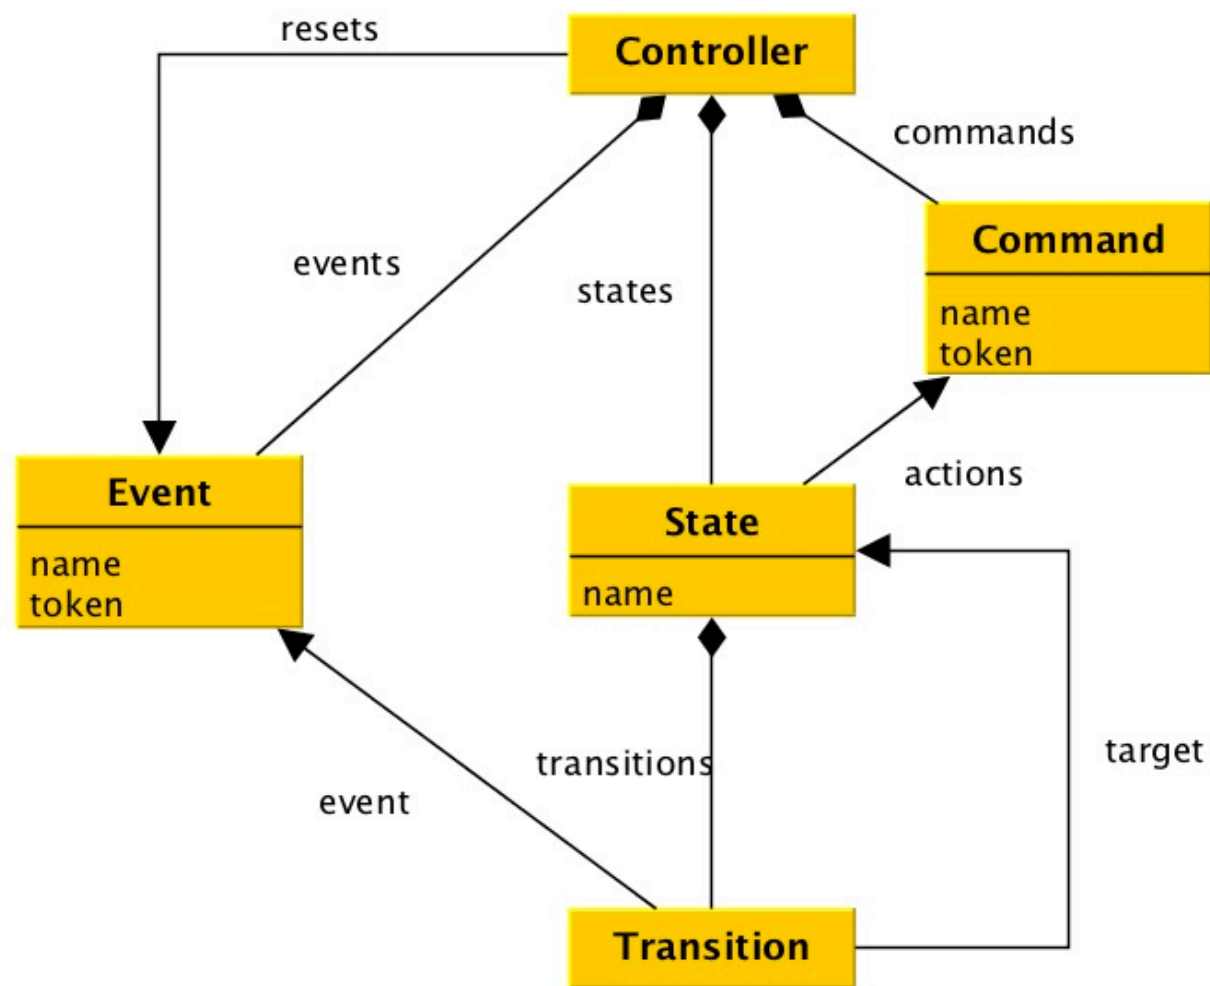 resets
Controller
commands
Command
name
token
events
states
Event
name
token
actions
State
name
transitions
target
event
Transition